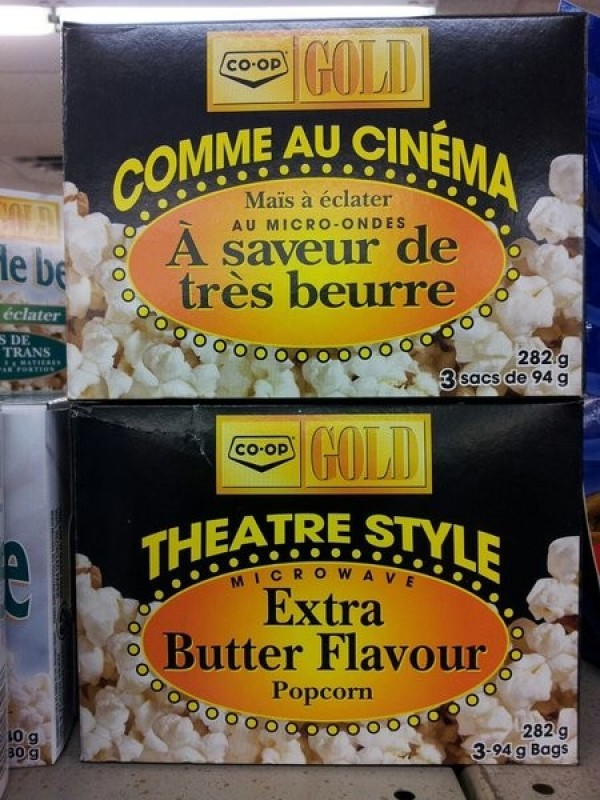 CO-OP GOLD
COMME AU CINÉMA
Maïs à éclater
AU MICRO-ONDES
À saveur de
très beurre
282 g
3 sacs de 94 g
CO-OP GOLD
THEATRE STYLE
MICROWAVE
Extra
Butter Flavour
Popcorn
282 g
3-94 g Bags
GOLD
éclater
S DE
TRANS